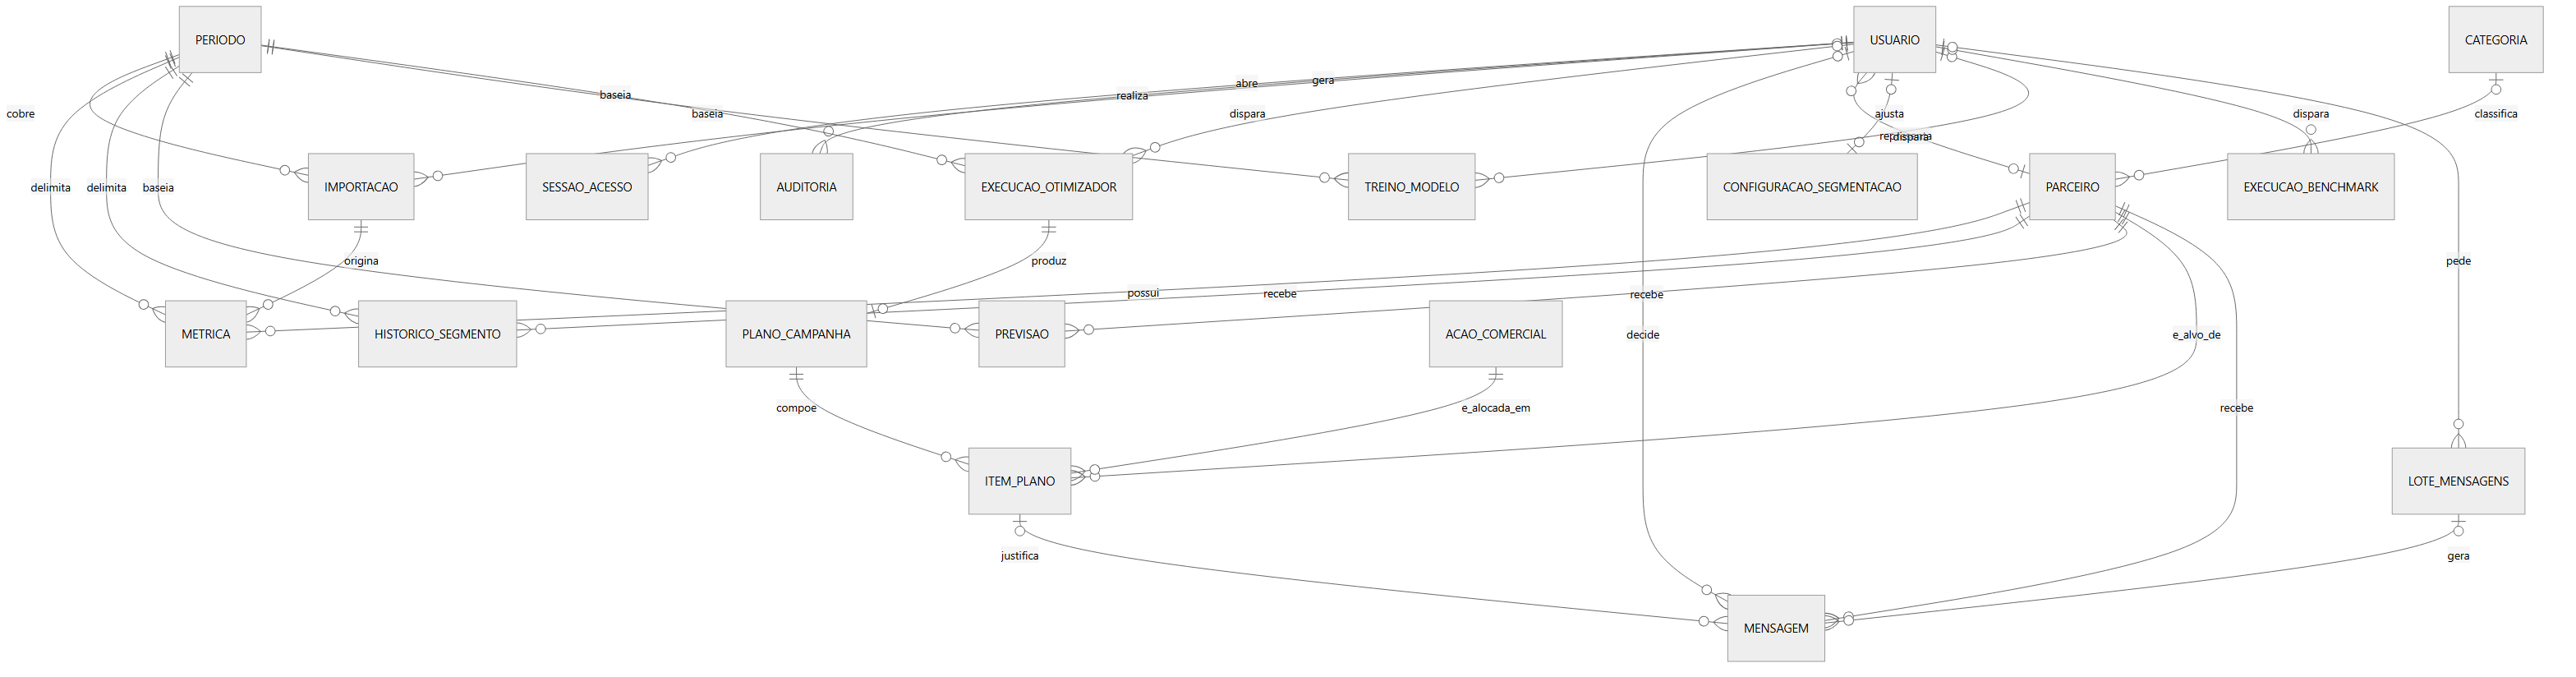 PERIODO
USUARIO
CATEGORIA
cobre
baseia
baseia
realiza
abre
gera
dispara
ajusta
representa
dispara
dispara
classifica
delimita
delimita
baseia
IMPORTACAO
SESSAO_ACESSO
AUDITORIA
EXECUCAO_OTIMIZADOR
TREINO_MODELO
CONFIGURACAO_SEGMENTACAO
PARCEIRO
EXECUCAO_BENCHMARK
origina
produz
pede
possui
recebe
recebe
METRICA
HISTORICO_SEGMENTO
PLANO_CAMPANHA
PREVISAO
ACAO_COMERCIAL
decide
e_alvo_de
compoe
e_alocada_em
recebe
ITEM_PLANO
LOTE_MENSAGENS
justifica
gera
MENSAGEM